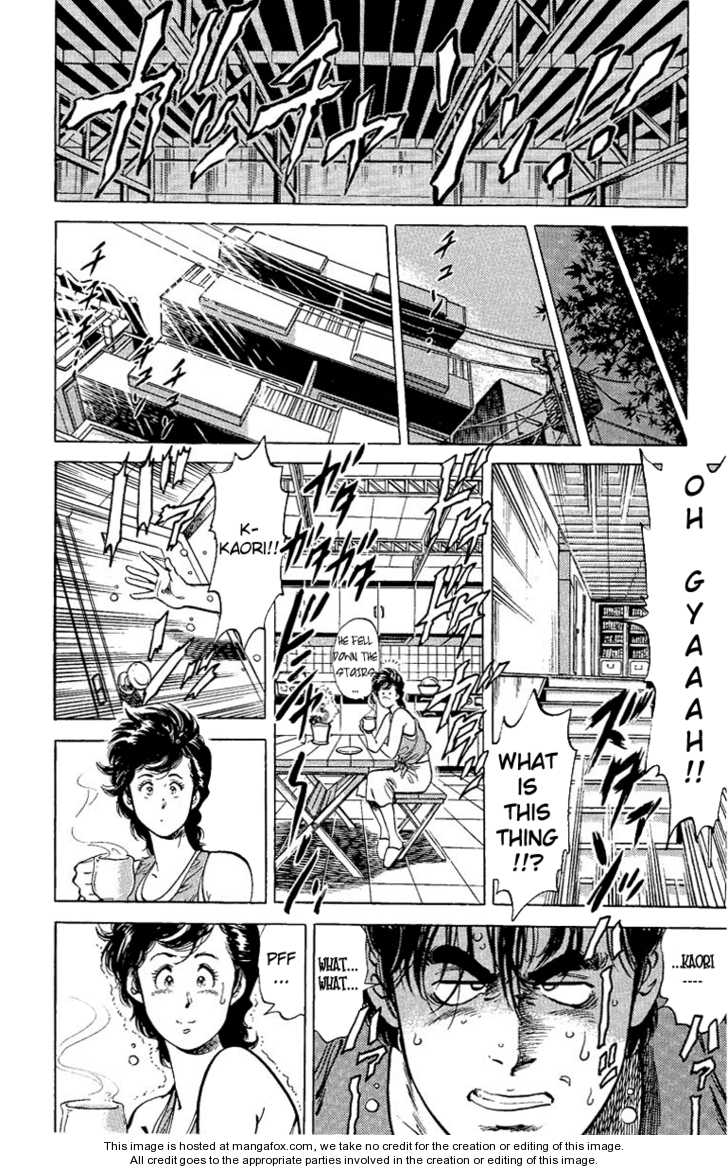 ガシャン!!
チュン
チチ
チチ
OH
GYAAAH!!
WHAT
IS
THIS
THING
!!?
HE FELL
DOWN THE
STAIRS
...
K-
KAORI!!
...KAORI
----
WHAT...
WHAT...
PFF
...
This image is hosted at mangafox.com, we take no credit for the creation or editing of this image.
All credit goes to the appropriate parties involved in the creation or editing of this image.